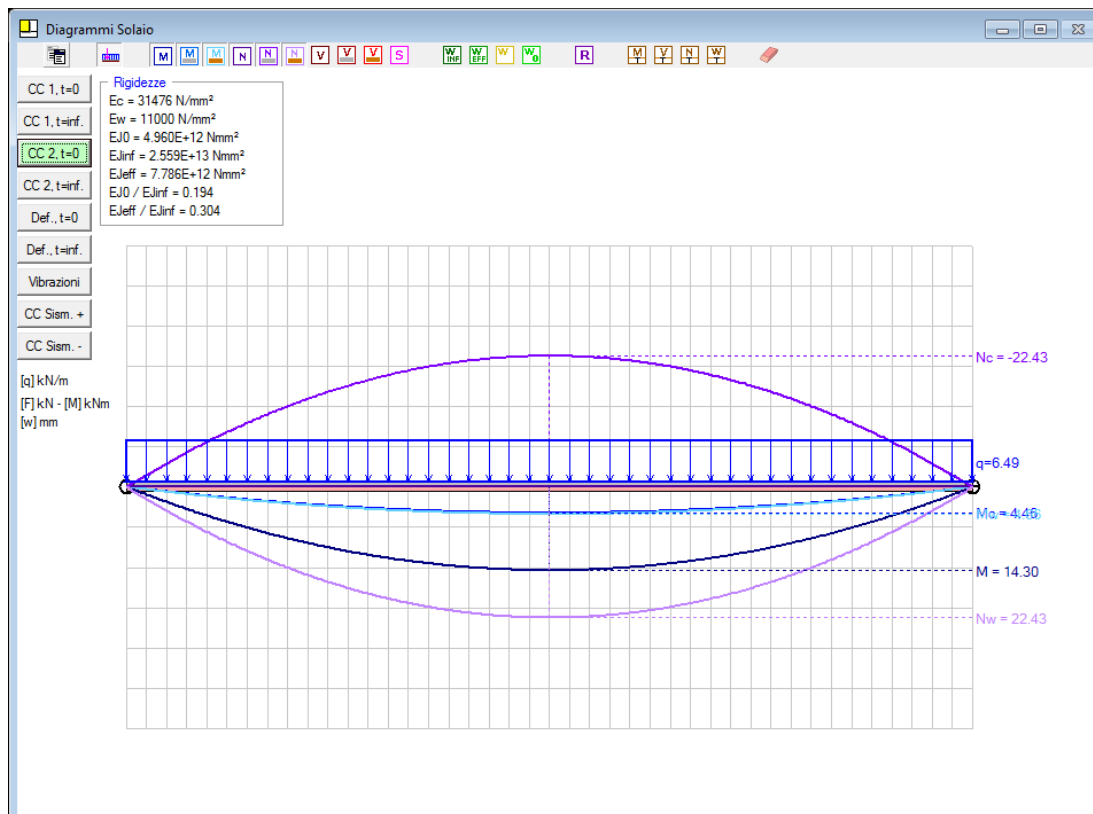 Diagrammi Solaio
M M M N N N V V V S W INF W EFF W W0 R M T V T N T W T
CC 1, t=0
CC 1, t=inf.
CC 2, t=0
CC 2, t=inf.
Def., t=0
Def., t=inf.
Vibrazioni
CC Sism. +
CC Sism. -
[q] kN/m
[F] kN - [M] kNm
[w] mm
Rigidezze
Ec = 31476 N/mm²
Ew = 11000 N/mm²
EJ0 = 4.960E+12 Nmm²
EJinf = 2.559E+13 Nmm²
EJeff = 7.786E+12 Nmm²
EJ0 / EJinf = 0.194
EJeff / EJinf = 0.304
Nc = -22.43
q=6.49
M = 14.30
Nw = 22.43